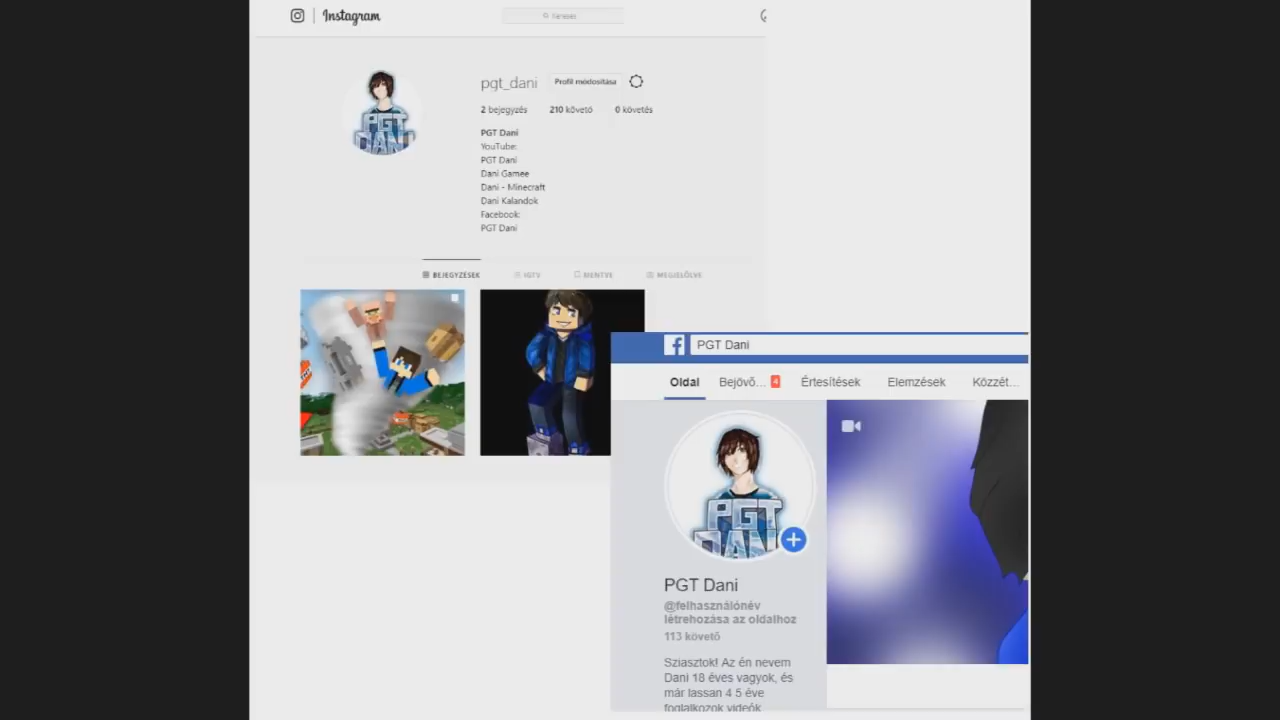 Instagram
Keresés
pgt_dani Profil módosítása
2 bejegyzés 210 követő 0 követés
PGT Dani
YouTube:
PGT Dani
Dani Gamee
Dani - Minecraft
Dani Kalandok
Facebook:
PGT Dani
BEJEGYZÉSEK IGTV MENTVE MEGJELÖLVE
PGT
DANI
PGT Dani
Oldal Bejövő... 4 Értesítések Elemzések Közzét...
PGT
DANI
PGT Dani
@felhasználónév
létrehozása az oldalhoz
113 követő
Sziasztok! Az én nevem
Dani 18 éves vagyok, és
már lassan 4 5 éve
foglalkozok videók